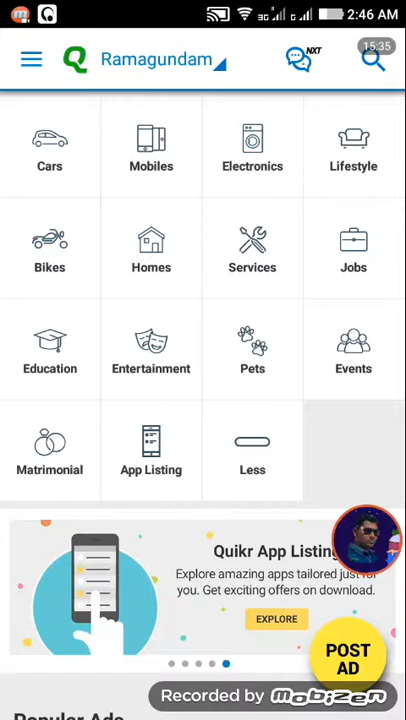 3G G 2:46 AM
Q Ramagundam NXT 15:35
Cars Mobiles Electronics Lifestyle
Bikes Homes Services Jobs
Education Entertainment Pets Events
Matrimonial App Listing Less
Quikr App Listing
Explore amazing apps tailored just for
you. Get exciting offers on download.
EXPLORE
POST
AD
Recorded by mobizen
Popular Ads